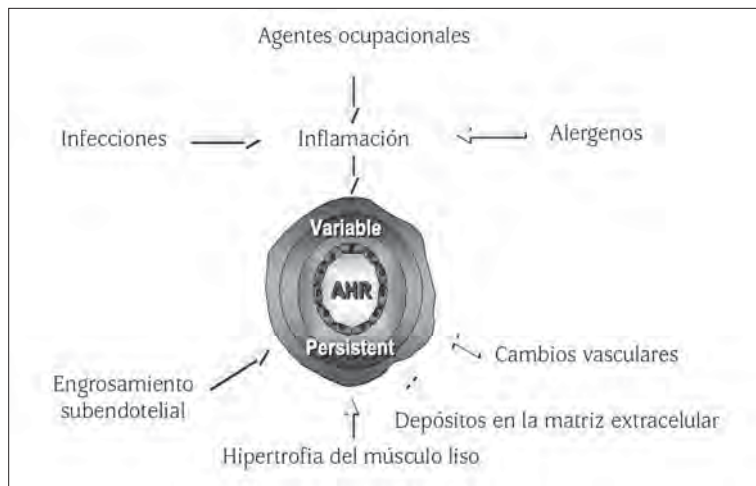 Agentes ocupacionales
Infecciones
Inflamación
Alergenos
Variable
AHR
Persistent
Cambios vasculares
Engrosamiento
subendotelial
Depósitos en la matriz extracelular
Hipertrofia del músculo liso